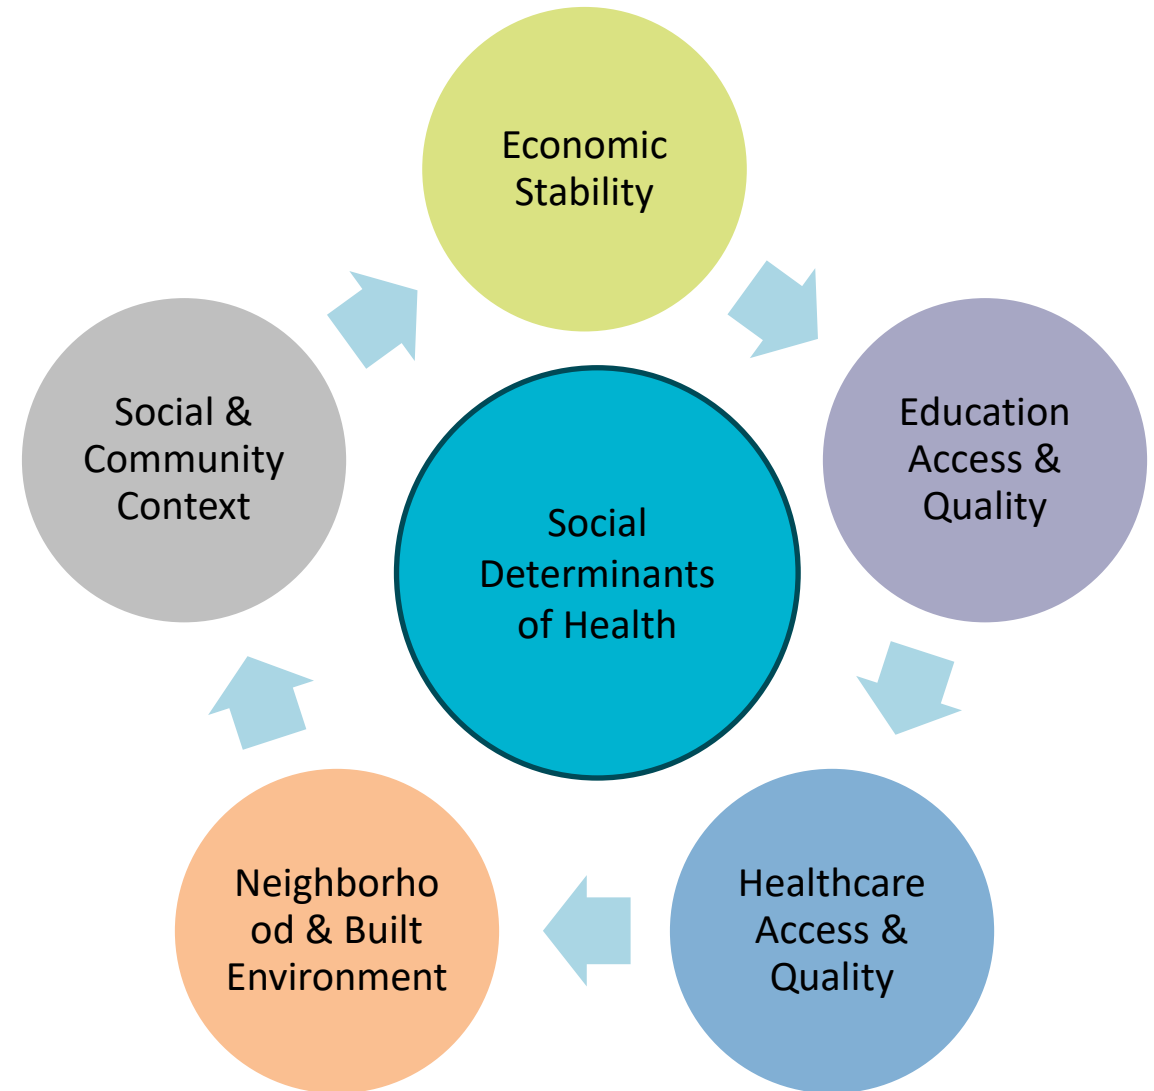 Economic
Stability
Education
Access &
Quality
Healthcare
Access &
Quality
Neighborho
od & Built
Environment
Social &
Community
Context
Social
Determinants
of Health